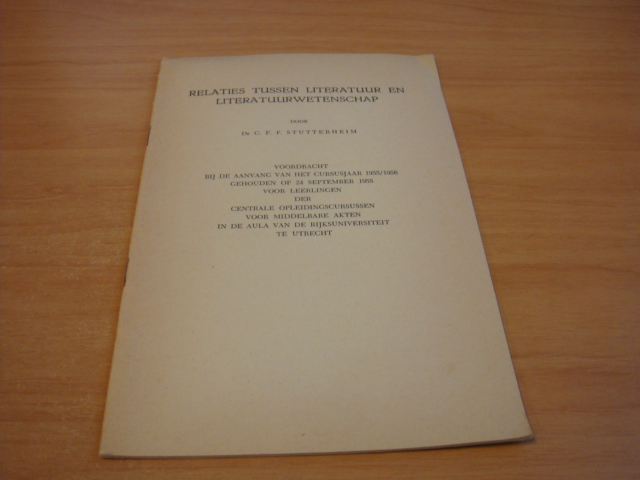 RELATIES TUSSEN LITERATUUR EN
LITERATUURWETENSCHAP
DOOR
Dr C. F. P. STUTTERHEIM
VOORDRACHT
BIJ DE AANVANG VAN HET CURSUSJAAR 1955/1956
GEHOUDEN OP 24 SEPTEMBER 1955
VOOR LEERLINGEN
DER
CENTRALE OPLEIDINGSCURSUSSEN
VOOR MIDDELBARE AKTEN
IN DE AULA VAN DE RIJKSUNIVERSITEIT
TE UTRECHT